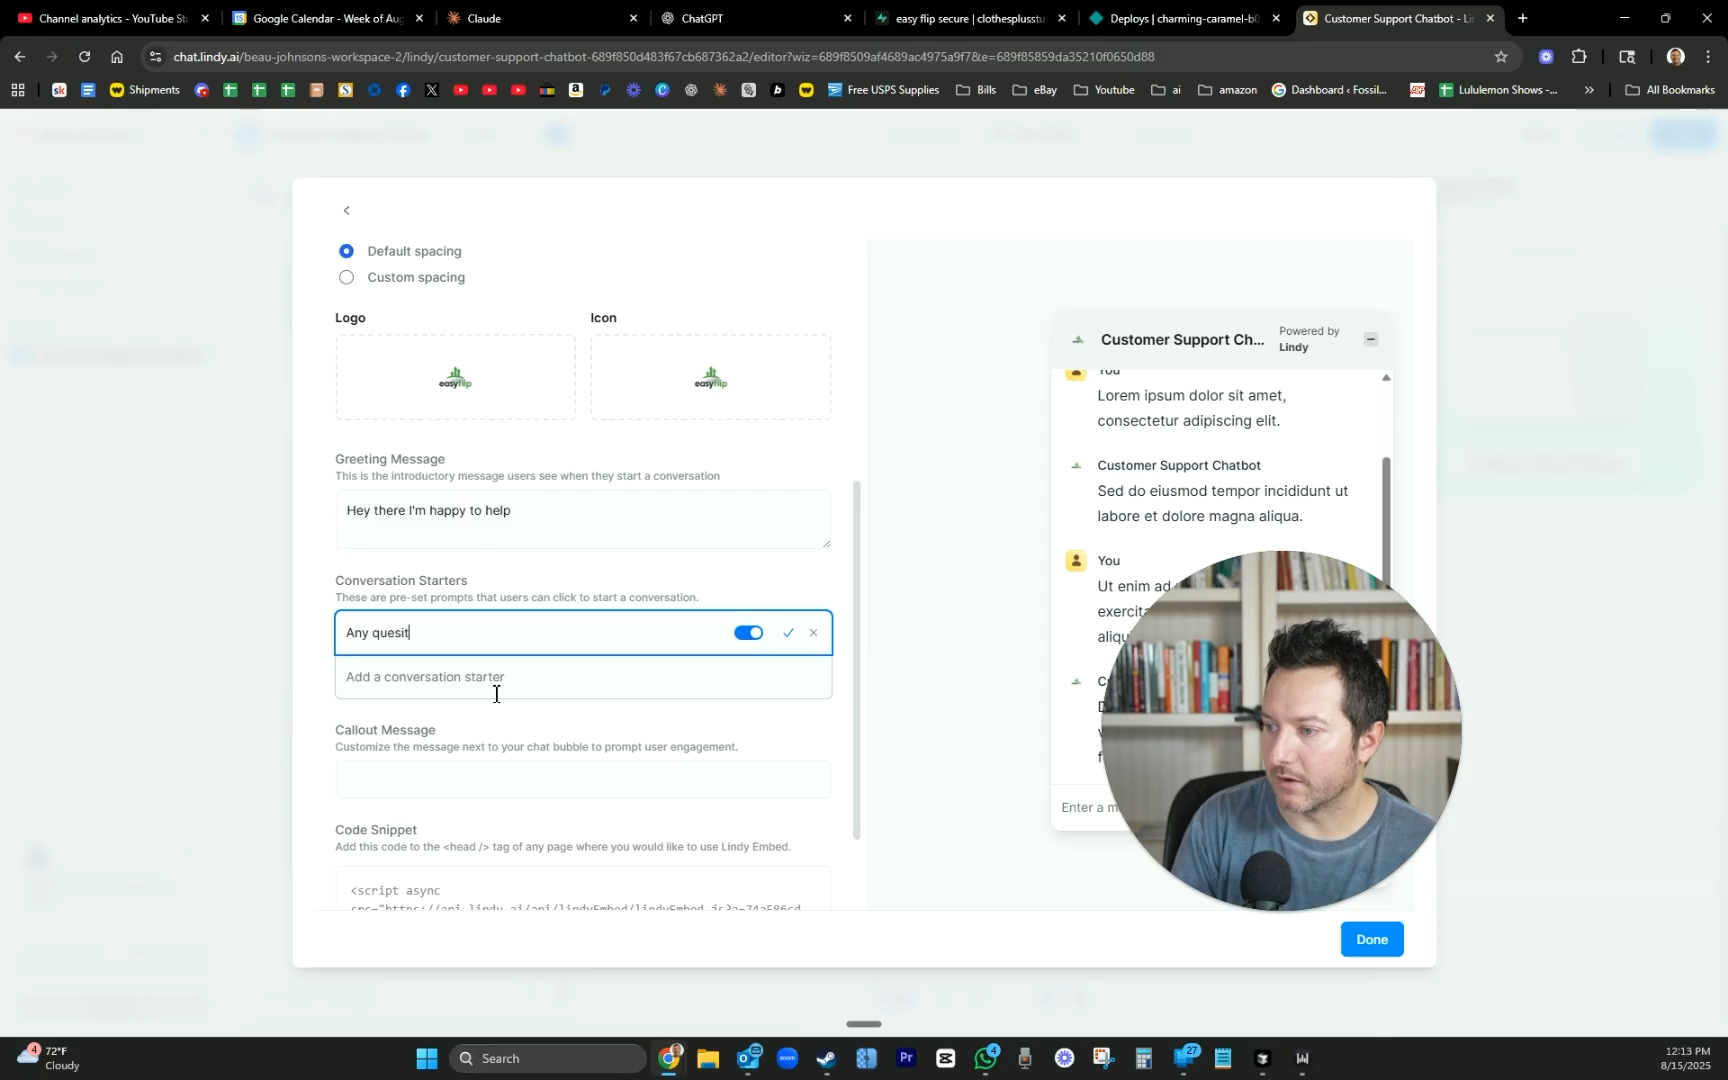 Channel analytics - YouTube St
Google Calendar - Week of Aug
Claude
ChatGPT
easy flip secure | clothesplusstu
Deploys | charming-caramel-b0
Customer Support Chatbot - Li
chat.lindy.ai/beau-johnsons-workspace-2/lindy/customer-support-chatbot-689f850d483f67cb687362a2/editor?wiz=689f8509af4689ac4975a9f7&te=689f85859da35210f0650d88
Shipments
Free USPS Supplies
Bills
eBay
Youtube
ai
amazon
Dashboard ‹ Fossil...
Lululemon Shows -...
All Bookmarks
Default spacing
Custom spacing
Logo
Icon
easyflip
easyflip
Greeting Message
This is the introductory message users see when they start a conversation
Hey there I'm happy to help
Conversation Starters
These are pre-set prompts that users can click to start a conversation.
Any quesit
Add a conversation starter
Callout Message
Customize the message next to your chat bubble to prompt user engagement.
Code Snippet
Add this code to the <head /> tag of any page where you would like to use Lindy Embed.
<script async
Customer Support Ch...
Powered by
Lindy
You
Lorem ipsum dolor sit amet,
consectetur adipiscing elit.
Customer Support Chatbot
Sed do eiusmod tempor incididunt ut
labore et dolore magna aliqua.
You
Ut enim ad
Enter a m
Done
72°F
Cloudy
Search
12:13 PM
8/15/2025